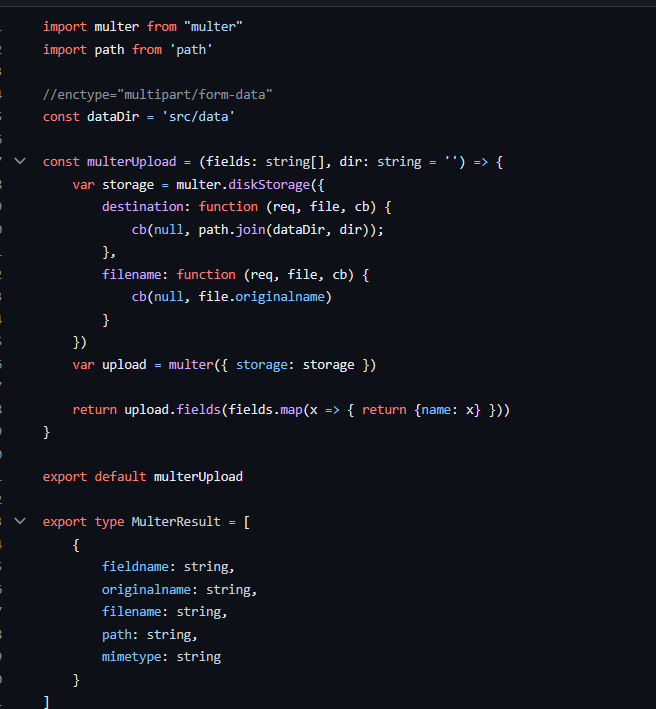 import multer from "multer"
import path from 'path'
//enctype="multipart/form-data"
const dataDir = 'src/data'
const multerUpload = (fields: string[], dir: string = '') => {
var storage = multer.diskStorage({
destination: function (req, file, cb) {
cb(null, path.join(dataDir, dir));
},
filename: function (req, file, cb) {
cb(null, file.originalname)
}
})
var upload = multer({ storage: storage })
return upload.fields(fields.map(x => { return {name: x} }))
}
export default multerUpload
export type MulterResult = [
{
fieldname: string,
originalname: string,
filename: string,
path: string,
mimetype: string
}
]